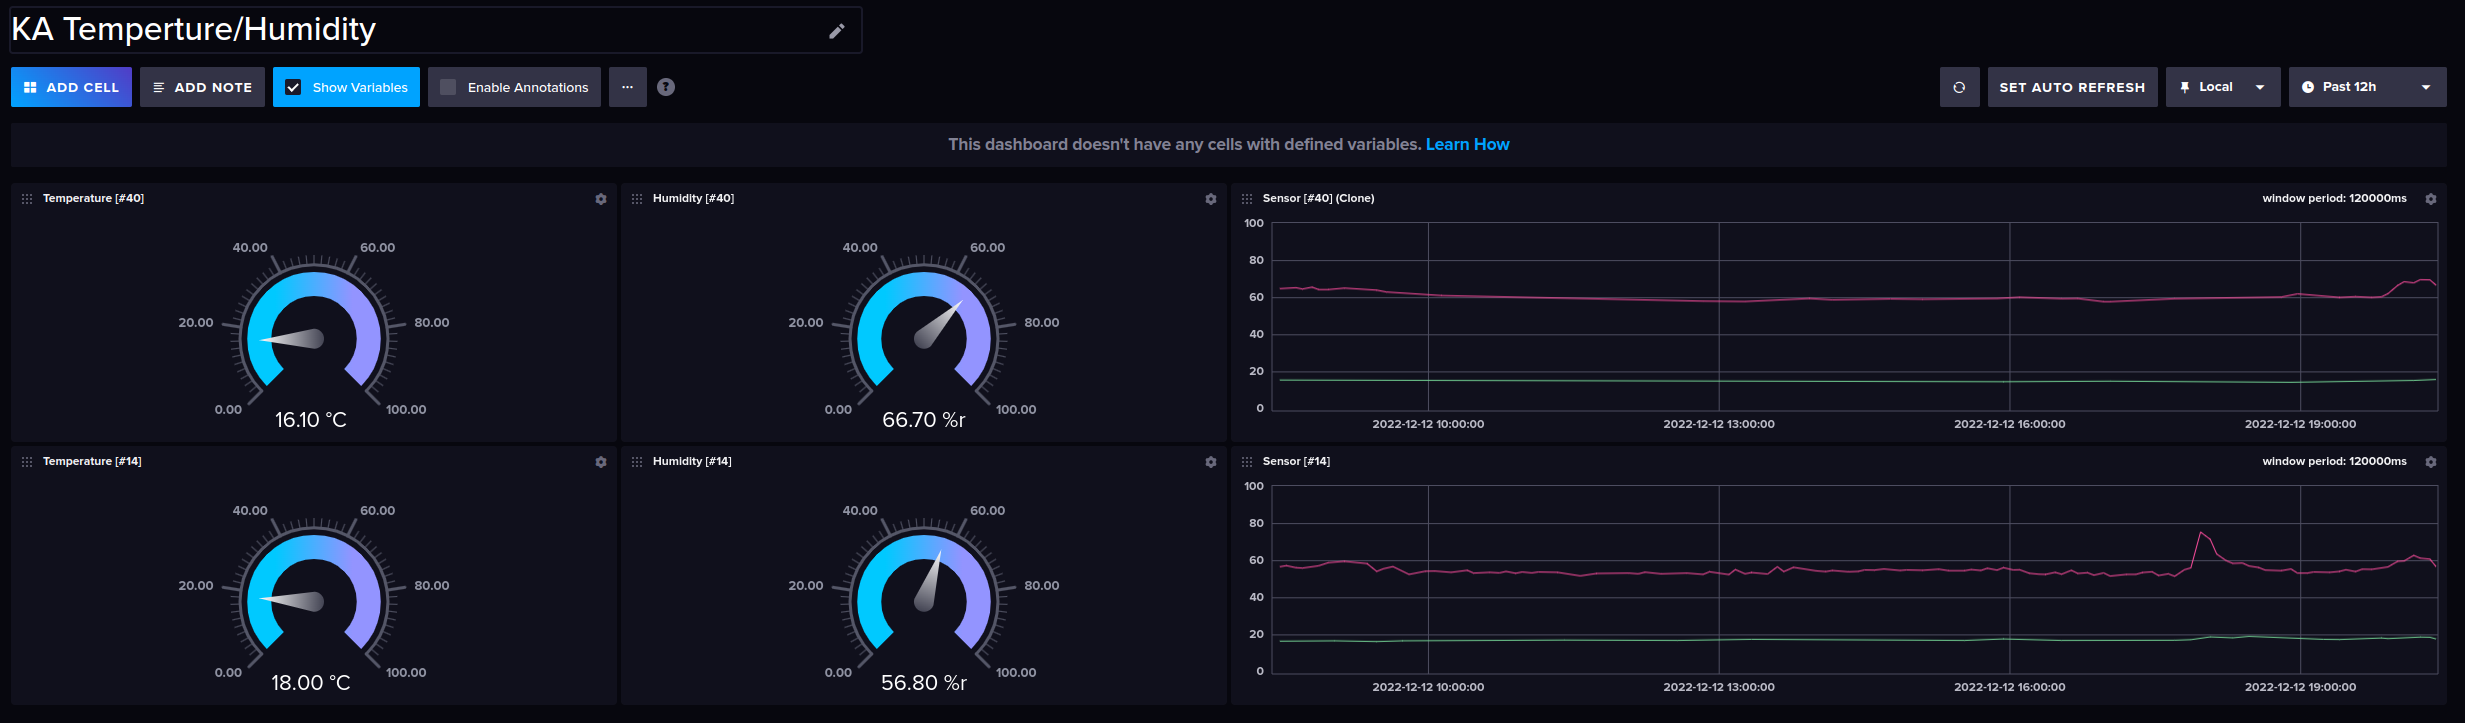 KA Temperture/Humidity
ADD CELL ADD NOTE Show Variables Enable Annotations ... ? SET AUTO REFRESH Local Past 12h
This dashboard doesn't have any cells with defined variables. Learn How
Temperature [#40]
40.00 60.00
20.00 80.00
0.00 100.00
16.10 °C
Humidity [#40]
40.00 60.00
20.00 80.00
0.00 100.00
66.70 %r
Sensor [#40] (Clone) window period: 120000ms
100
80
60
40
20
0
2022-12-12 10:00:00 2022-12-12 13:00:00 2022-12-12 16:00:00 2022-12-12 19:00:00
Temperature [#14]
40.00 60.00
20.00 80.00
0.00 100.00
18.00 °C
Humidity [#14]
40.00 60.00
20.00 80.00
0.00 100.00
56.80 %r
Sensor [#14] window period: 120000ms
100
80
60
40
20
0
2022-12-12 10:00:00 2022-12-12 13:00:00 2022-12-12 16:00:00 2022-12-12 19:00:00